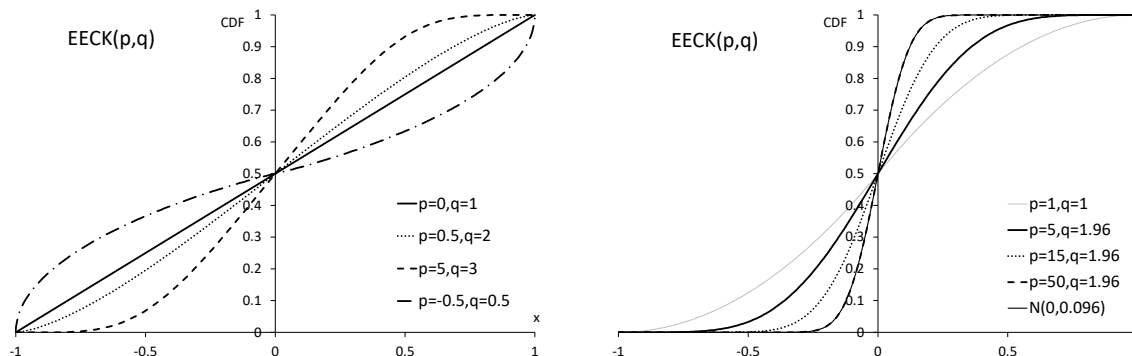 CDF
EECK(p,q)
1
0.9
0.8
0.7
0.6
0.5
0.4
0.3
0.2
0.1
0
-1
-0.5
0
0.5
1
x
p=0,q=1
p=0.5,q=2
p=5,q=3
p=-0.5,q=0.5
CDF
EECK(p,q)
1
0.9
0.8
0.7
0.6
0.5
0.4
0.3
0.2
0.1
0
-1
-0.5
0
0.5
p=1,q=1
p=5,q=1.96
p=15,q=1.96
p=50,q=1.96
N(0,0.096)